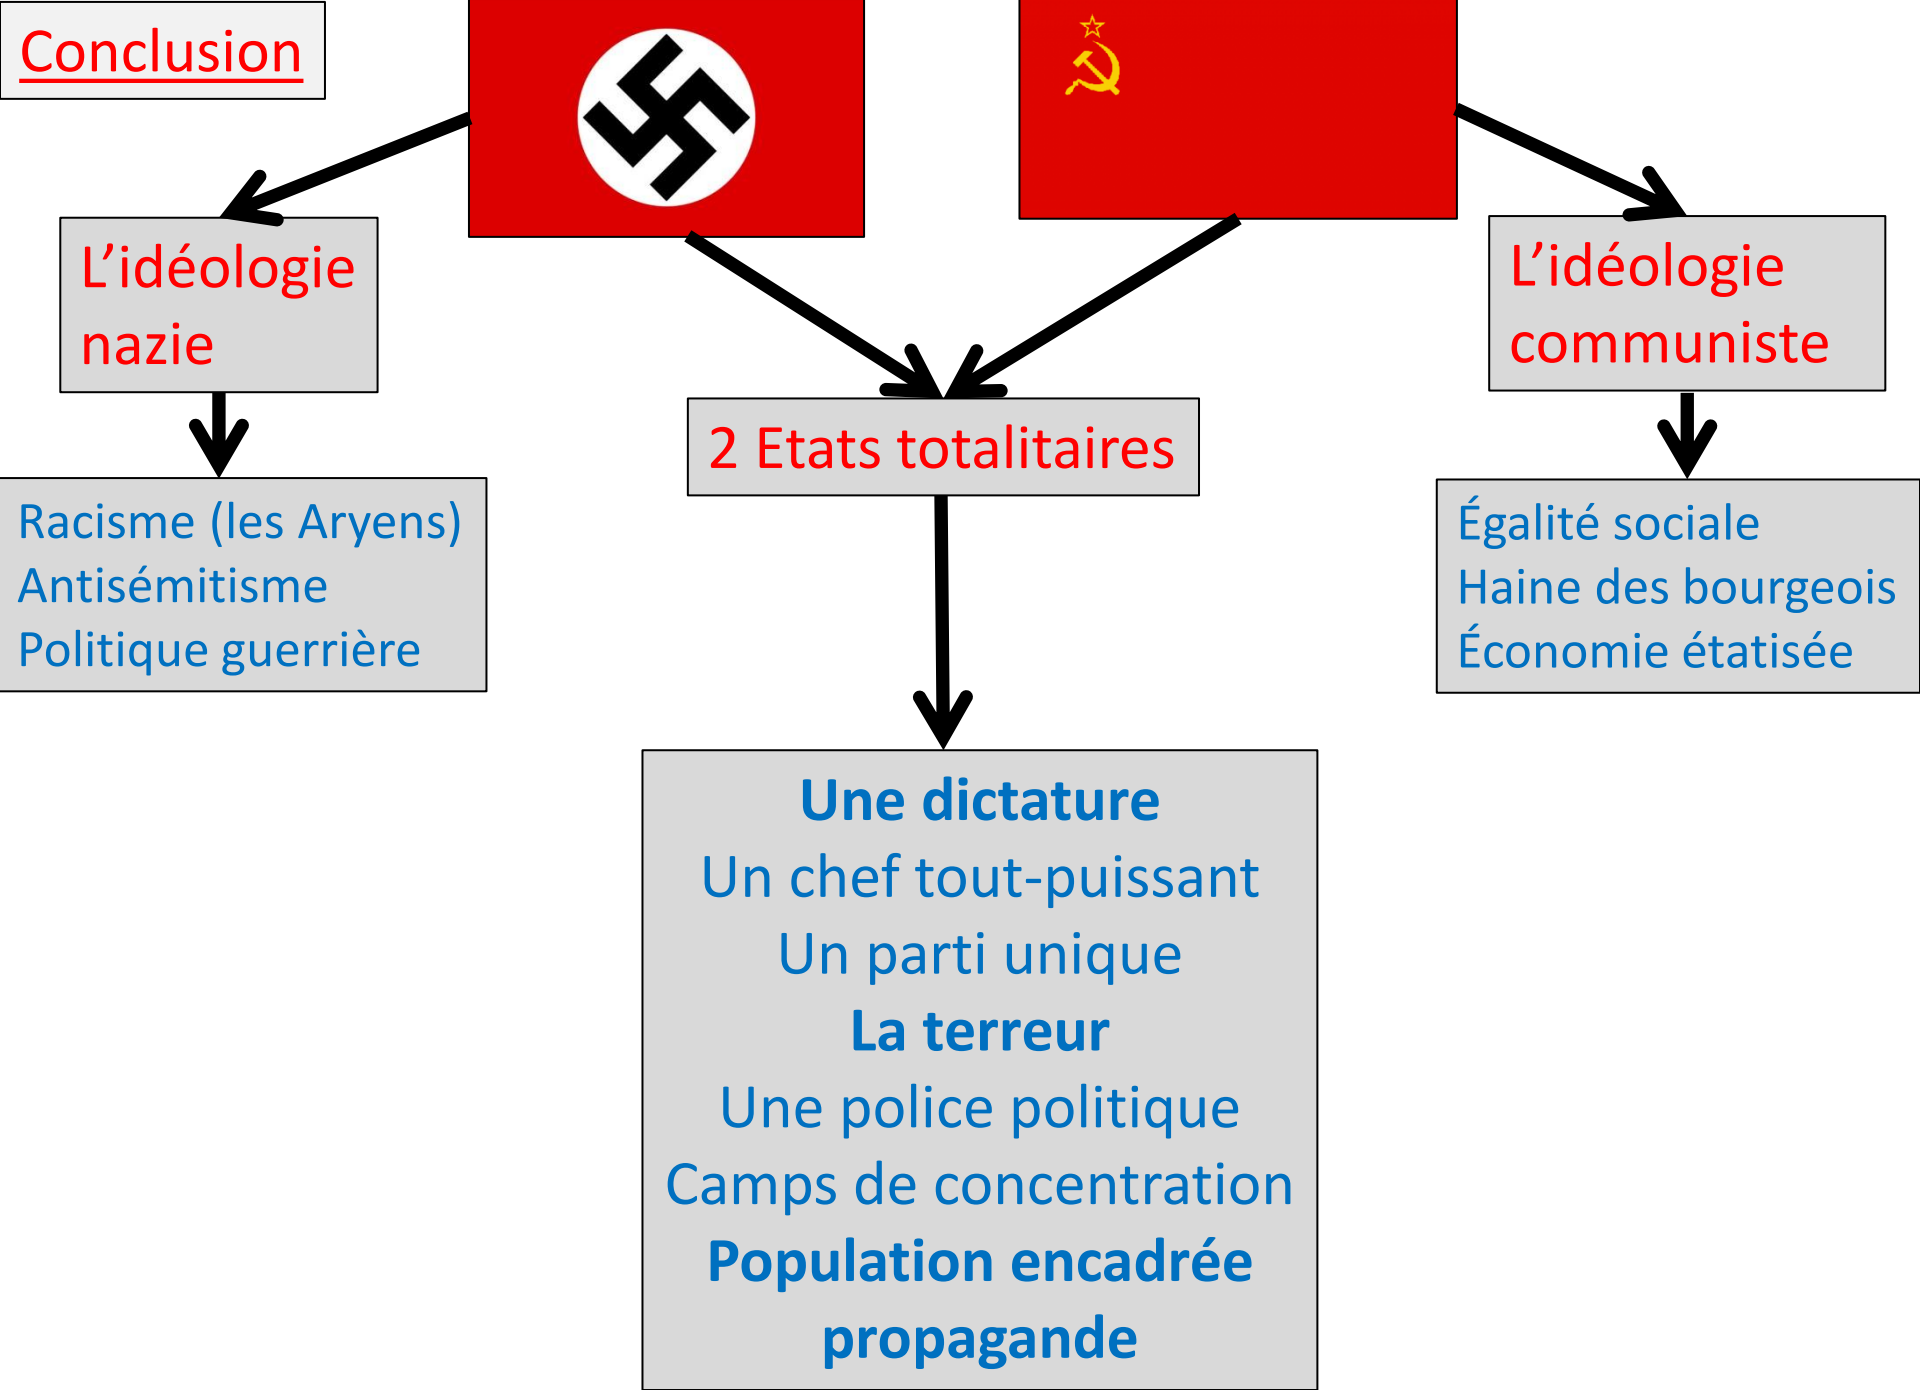 Conclusion
L’idéologie
nazie
L’idéologie
communiste
2 Etats totalitaires
Racisme (les Aryens)
Antisémitisme
Politique guerrière
Égalité sociale
Haine des bourgeois
Économie étatisée
Une dictature
Un chef tout-puissant
Un parti unique
La terreur
Une police politique
Camps de concentration
Population encadrée
propagande